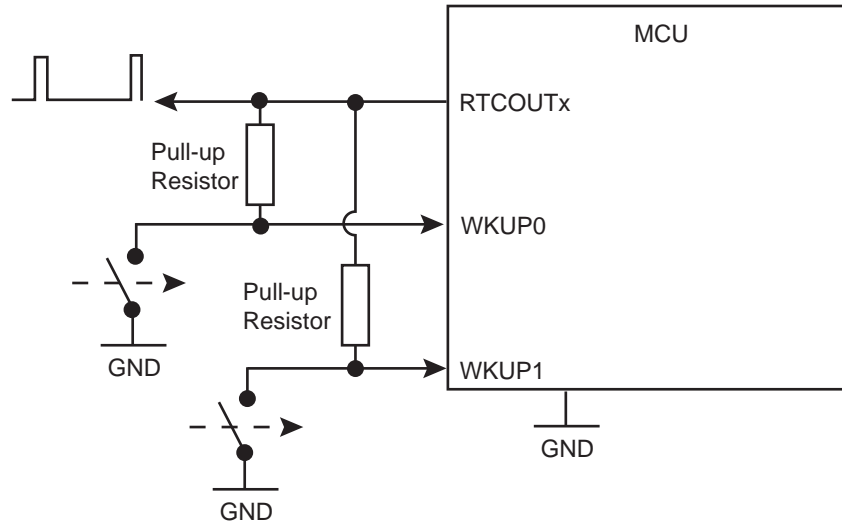 MCU
RTCOUTx
Pull-up
Resistor
WKUP0
Pull-up
Resistor
GND
WKUP1
GND
GND